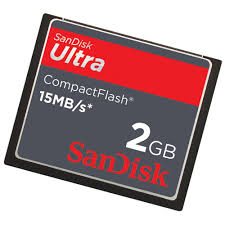 SanDisk
Ultra
CompactFlash®
15MB/s*
2GB
SanDisk